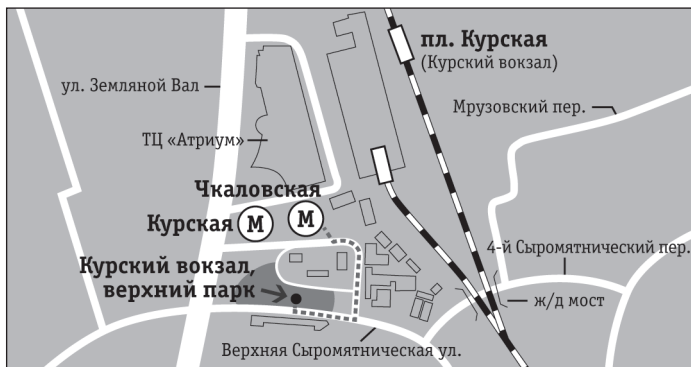 пл. Курская
(Курский вокзал)
ул. Земляной Вал
Мрузовский пер.
ТЦ «Атриум»
Чкаловская
М
Курская
М
4-й Сыромятнический пер.
Курский вокзал,
верхний парк
ж/д мост
Верхняя Сыромятническая ул.